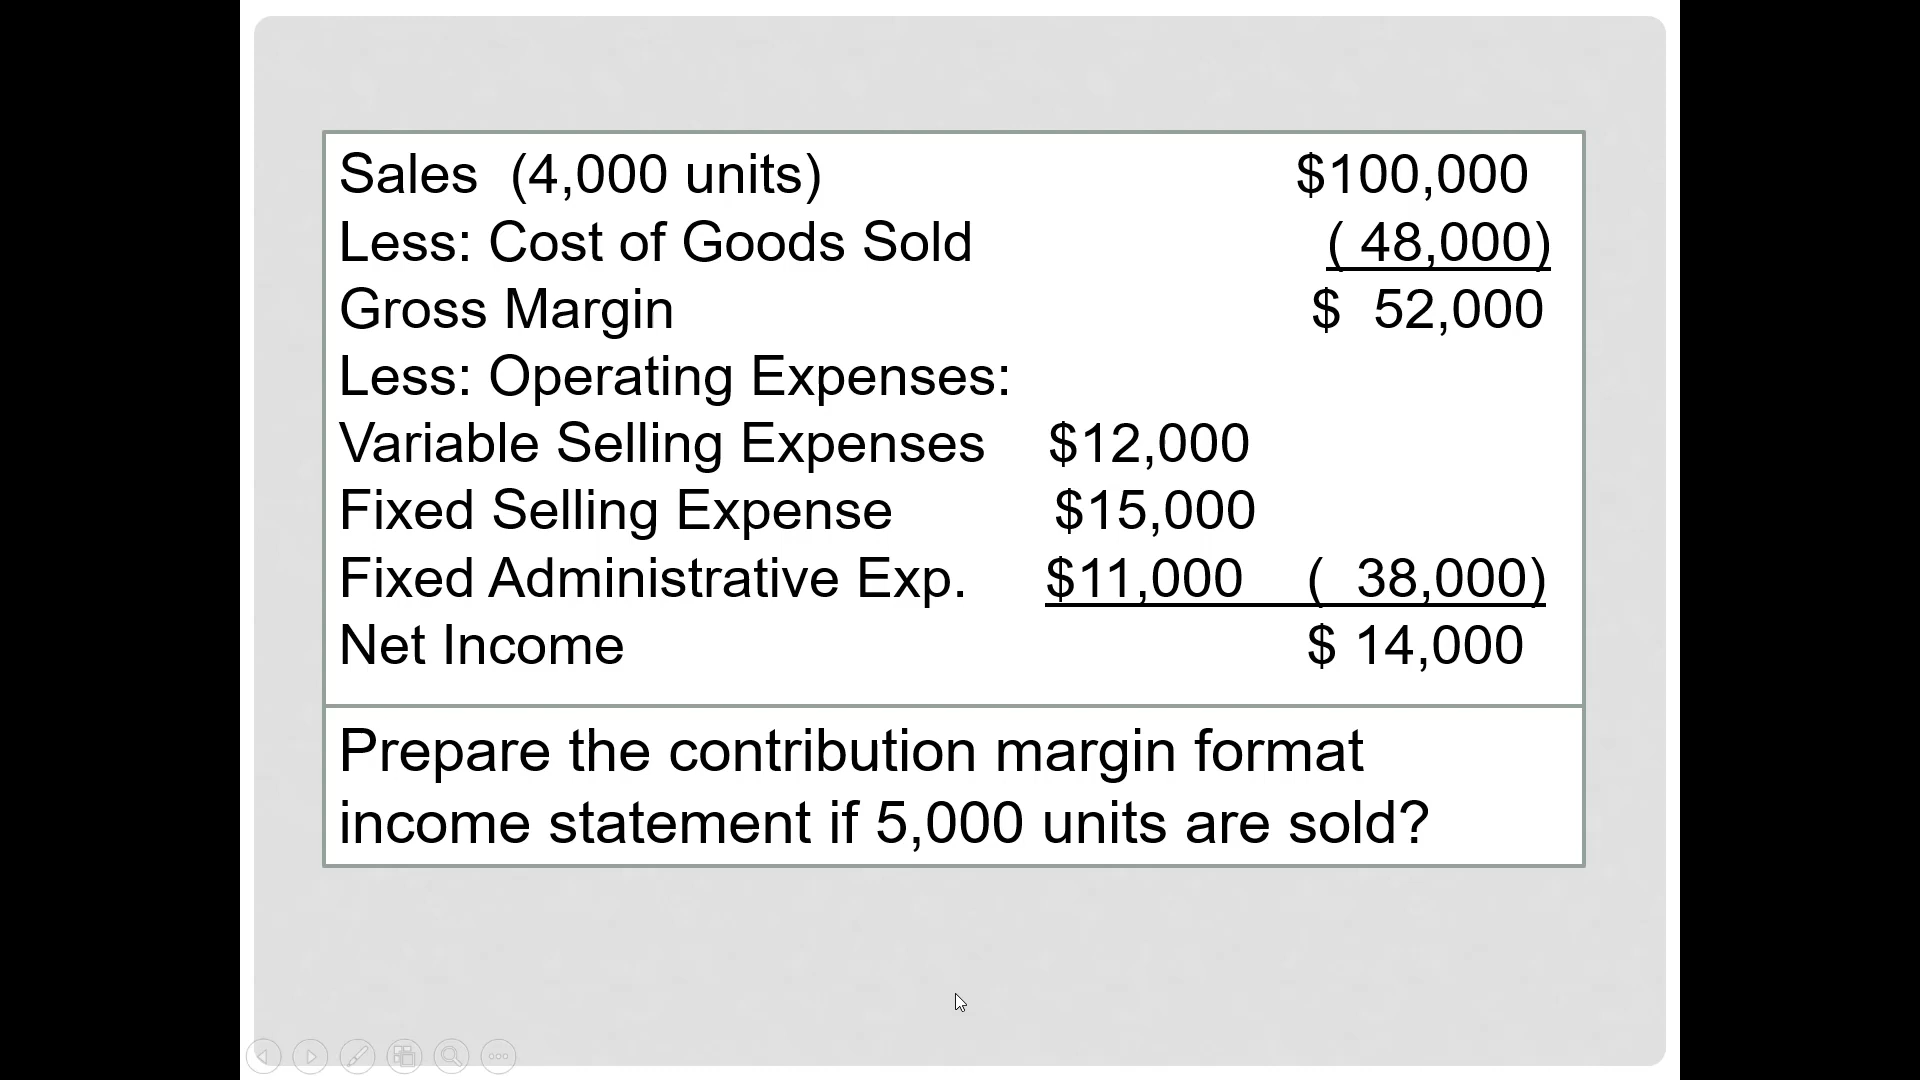 Sales (4,000 units) $100,000
Less: Cost of Goods Sold ( 48,000)
Gross Margin $ 52,000
Less: Operating Expenses:
Variable Selling Expenses $12,000
Fixed Selling Expense $15,000
Fixed Administrative Exp. $11,000 ( 38,000)
Net Income $ 14,000
Prepare the contribution margin format
income statement if 5,000 units are sold?